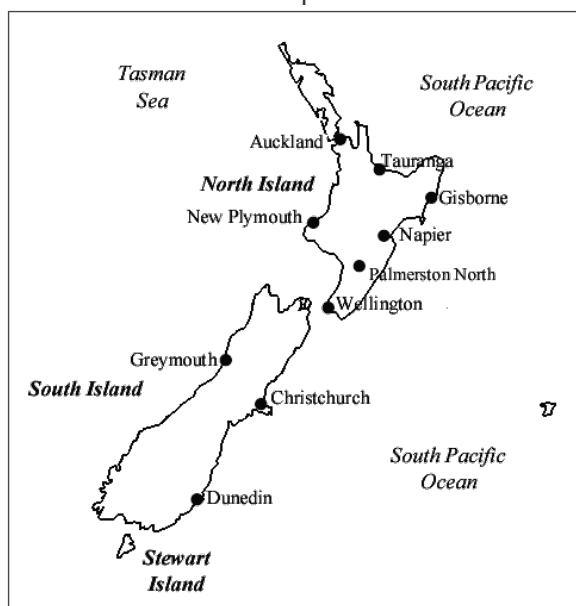 Tasman
Sea
South Pacific
Ocean
Auckland
Tauranga
North Island
Gisborne
New Plymouth
Napier
Palmerston North
Wellington
Greymouth
South Island
Christchurch
South Pacific
Ocean
Dunedin
Stewart
Island